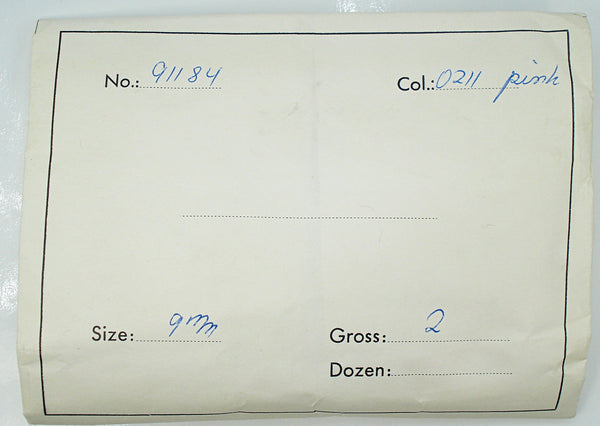 No.: 91184 Col.: 0211 pink
Size: 9mm Gross: 2
Dozen: